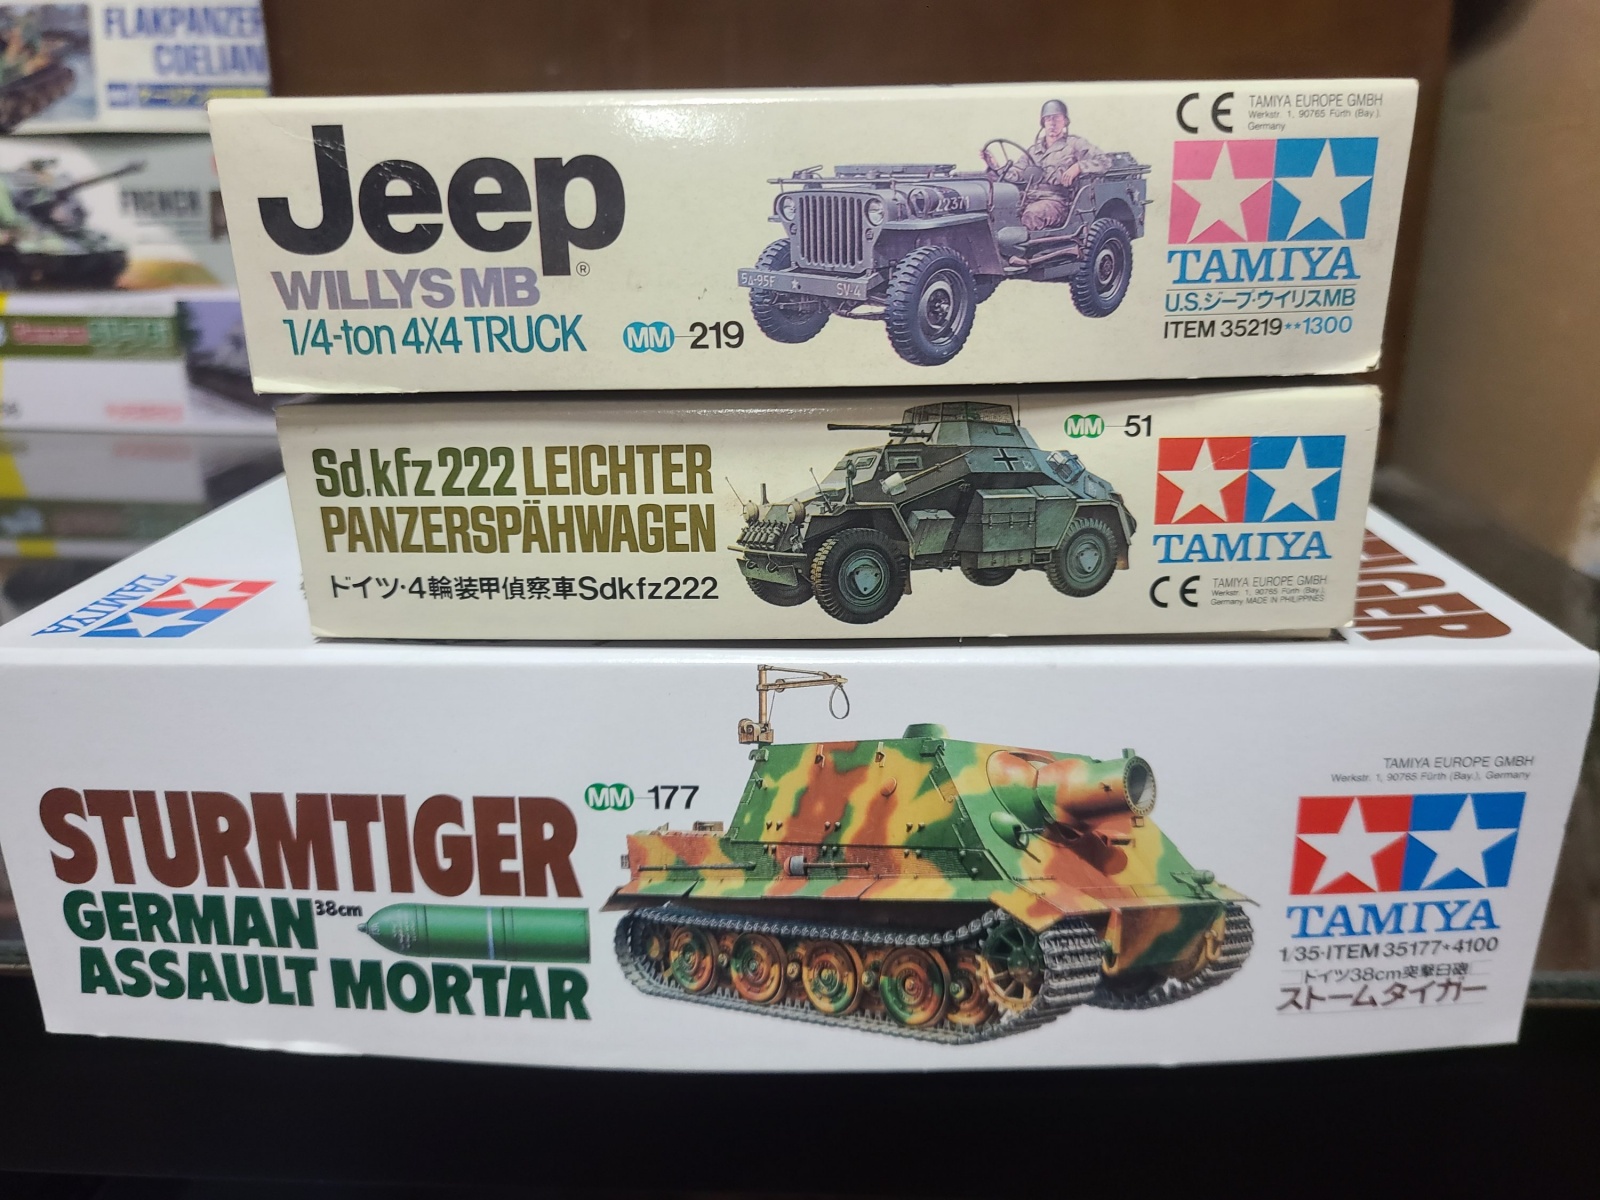 FLAKPANZER
COELIAN
FRENCH
Jeep®
WILLYS MB
1/4-ton 4X4 TRUCK
MM 219
22371
5A-95F ★ SV-4
CE
TAMIYA EUROPE GMBH
Werkstr. 1, 90765 Fürth (Bay.).
Germany
TAMIYA
U.S.ジープ・ウイリスMB
ITEM 35219**1300
Sd.kfz 222 LEICHTER
PANZERSPÄHWAGEN
ドイツ・4輪装甲偵察車Sdkfz222
MM 51
TAMIYA
CE
TAMIYA EUROPE GMBH
Werkstr. 1, 90765 Fürth (Bay.).
Germany MADE IN PHILIPPINES
TAMIYA
STURMTIGER
GERMAN 38cm
ASSAULT MORTAR
MM 177
TAMIYA EUROPE GMBH
Werkstr. 1, 90765 Fürth (Bay.), Germany
TAMIYA
1/35・ITEM 35177*4100
ドイツ38cm突撃臼砲
ストームタイガー